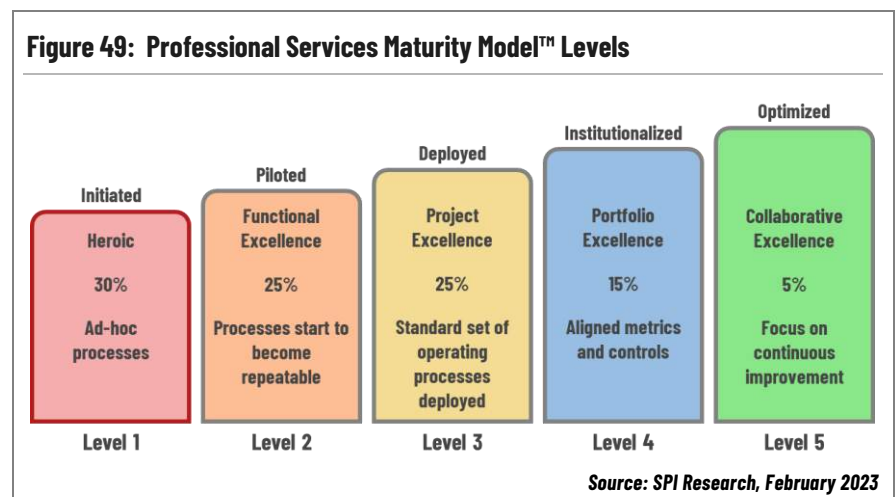 Figure 49: Professional Services Maturity Model™ Levels
Initiated
Heroic
30%
Ad-hoc
processes
Level 1
Piloted
Functional
Excellence
25%
Processes start to
become
repeatable
Level 2
Deployed
Project
Excellence
25%
Standard set of
operating
processes
deployed
Level 3
Institutionalized
Portfolio
Excellence
15%
Aligned metrics
and controls
Level 4
Optimized
Collaborative
Excellence
5%
Focus on
continuous
improvement
Level 5
Source: SPI Research, February 2023